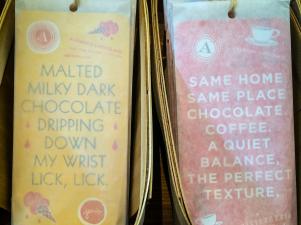 A
MALTED
MILKY DARK
CHOCOLATE
DRIPPING
DOWN
MY WRIST
LICK, LICK.
A
SAME HOME
SAME PLACE
CHOCOLATE
COFFEE.
A QUIET
BALANCE,
THE PERFECT
TEXTURE.